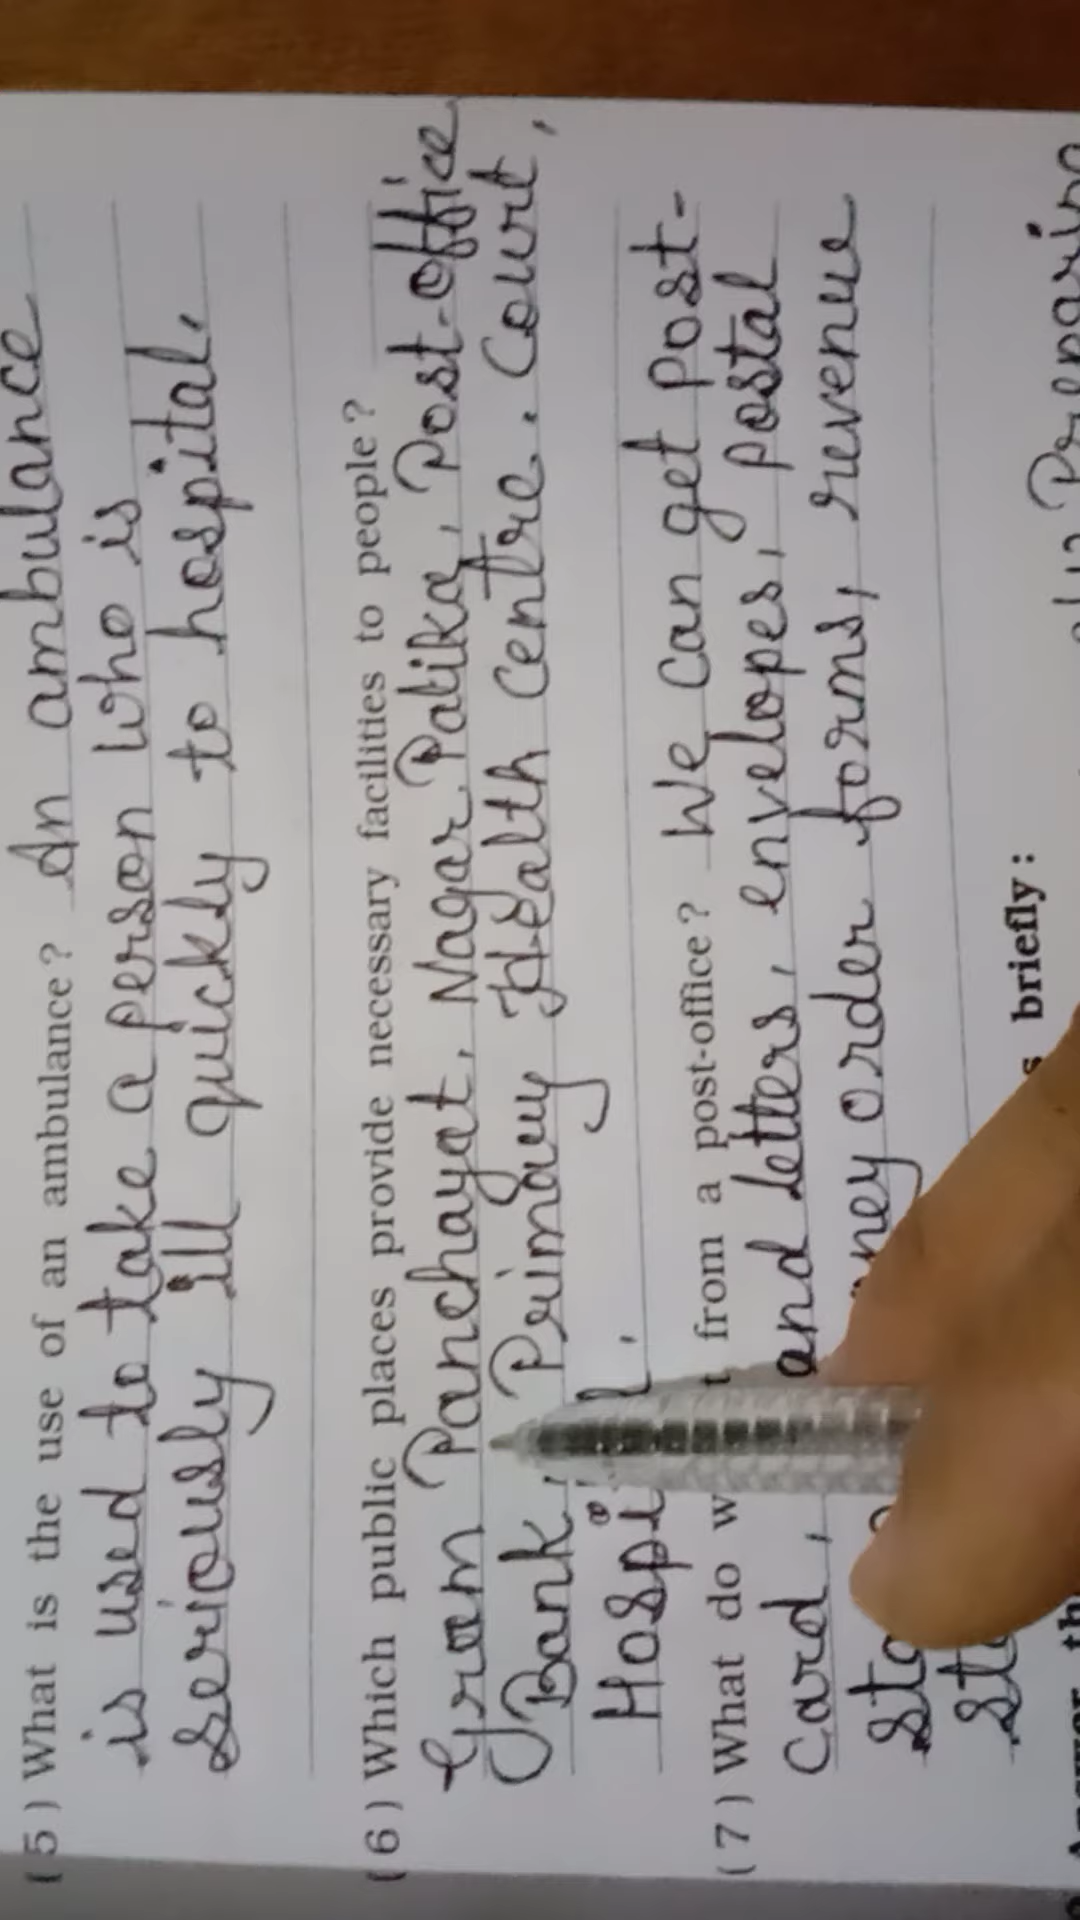 (5) What is the use of an ambulance? An ambulance
is used to take a person who is
seriously ill quickly to hospital.
(6) Which public places provide necessary facilities to people?
Gram Panchayat, Nagar Palika, Post-office
Bank, Primary Health centre. Court,
Hospi
(7) What do from a post-office? We can get post-
Card, and letters, envelopes, postal
order forms, revenue
briefly: